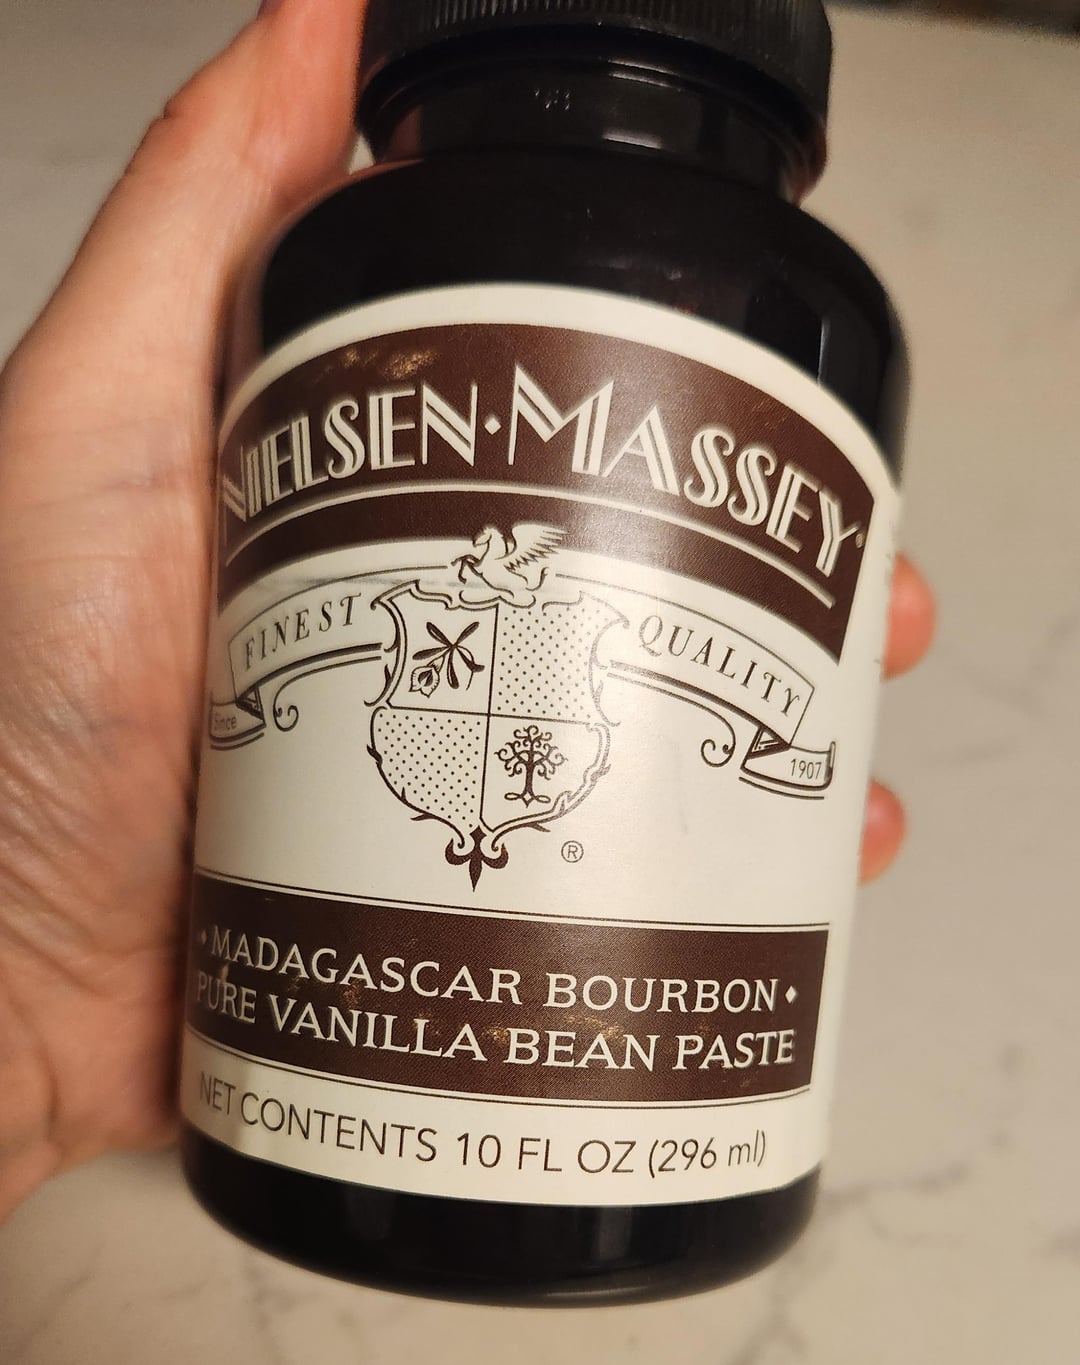 NIELSEN·MASSEY
FINEST QUALITY
Since 1907
®
• MADAGASCAR BOURBON •
PURE VANILLA BEAN PASTE
NET CONTENTS 10 FL OZ (296 ml)